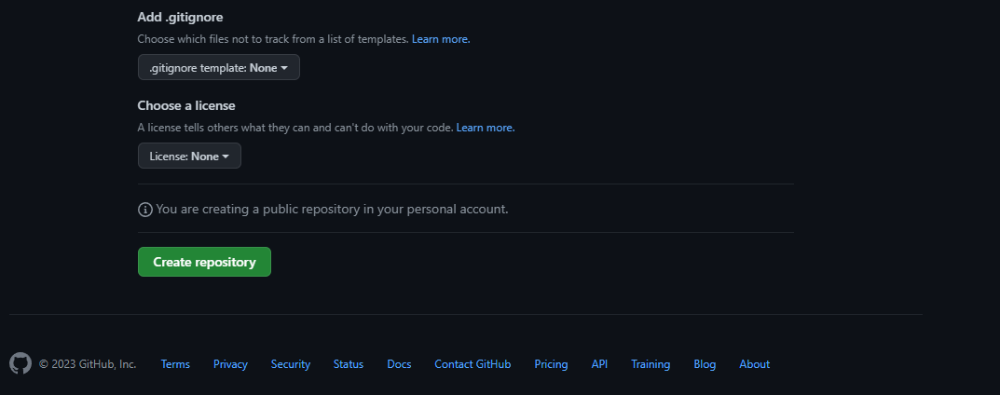 Add .gitignore
Choose which files not to track from a list of templates. Learn more.
.gitignore template: None
Choose a license
A license tells others what they can and can't do with your code. Learn more.
License: None
You are creating a public repository in your personal account.
Create repository
© 2023 GitHub, Inc. Terms Privacy Security Status Docs Contact GitHub Pricing API Training Blog About